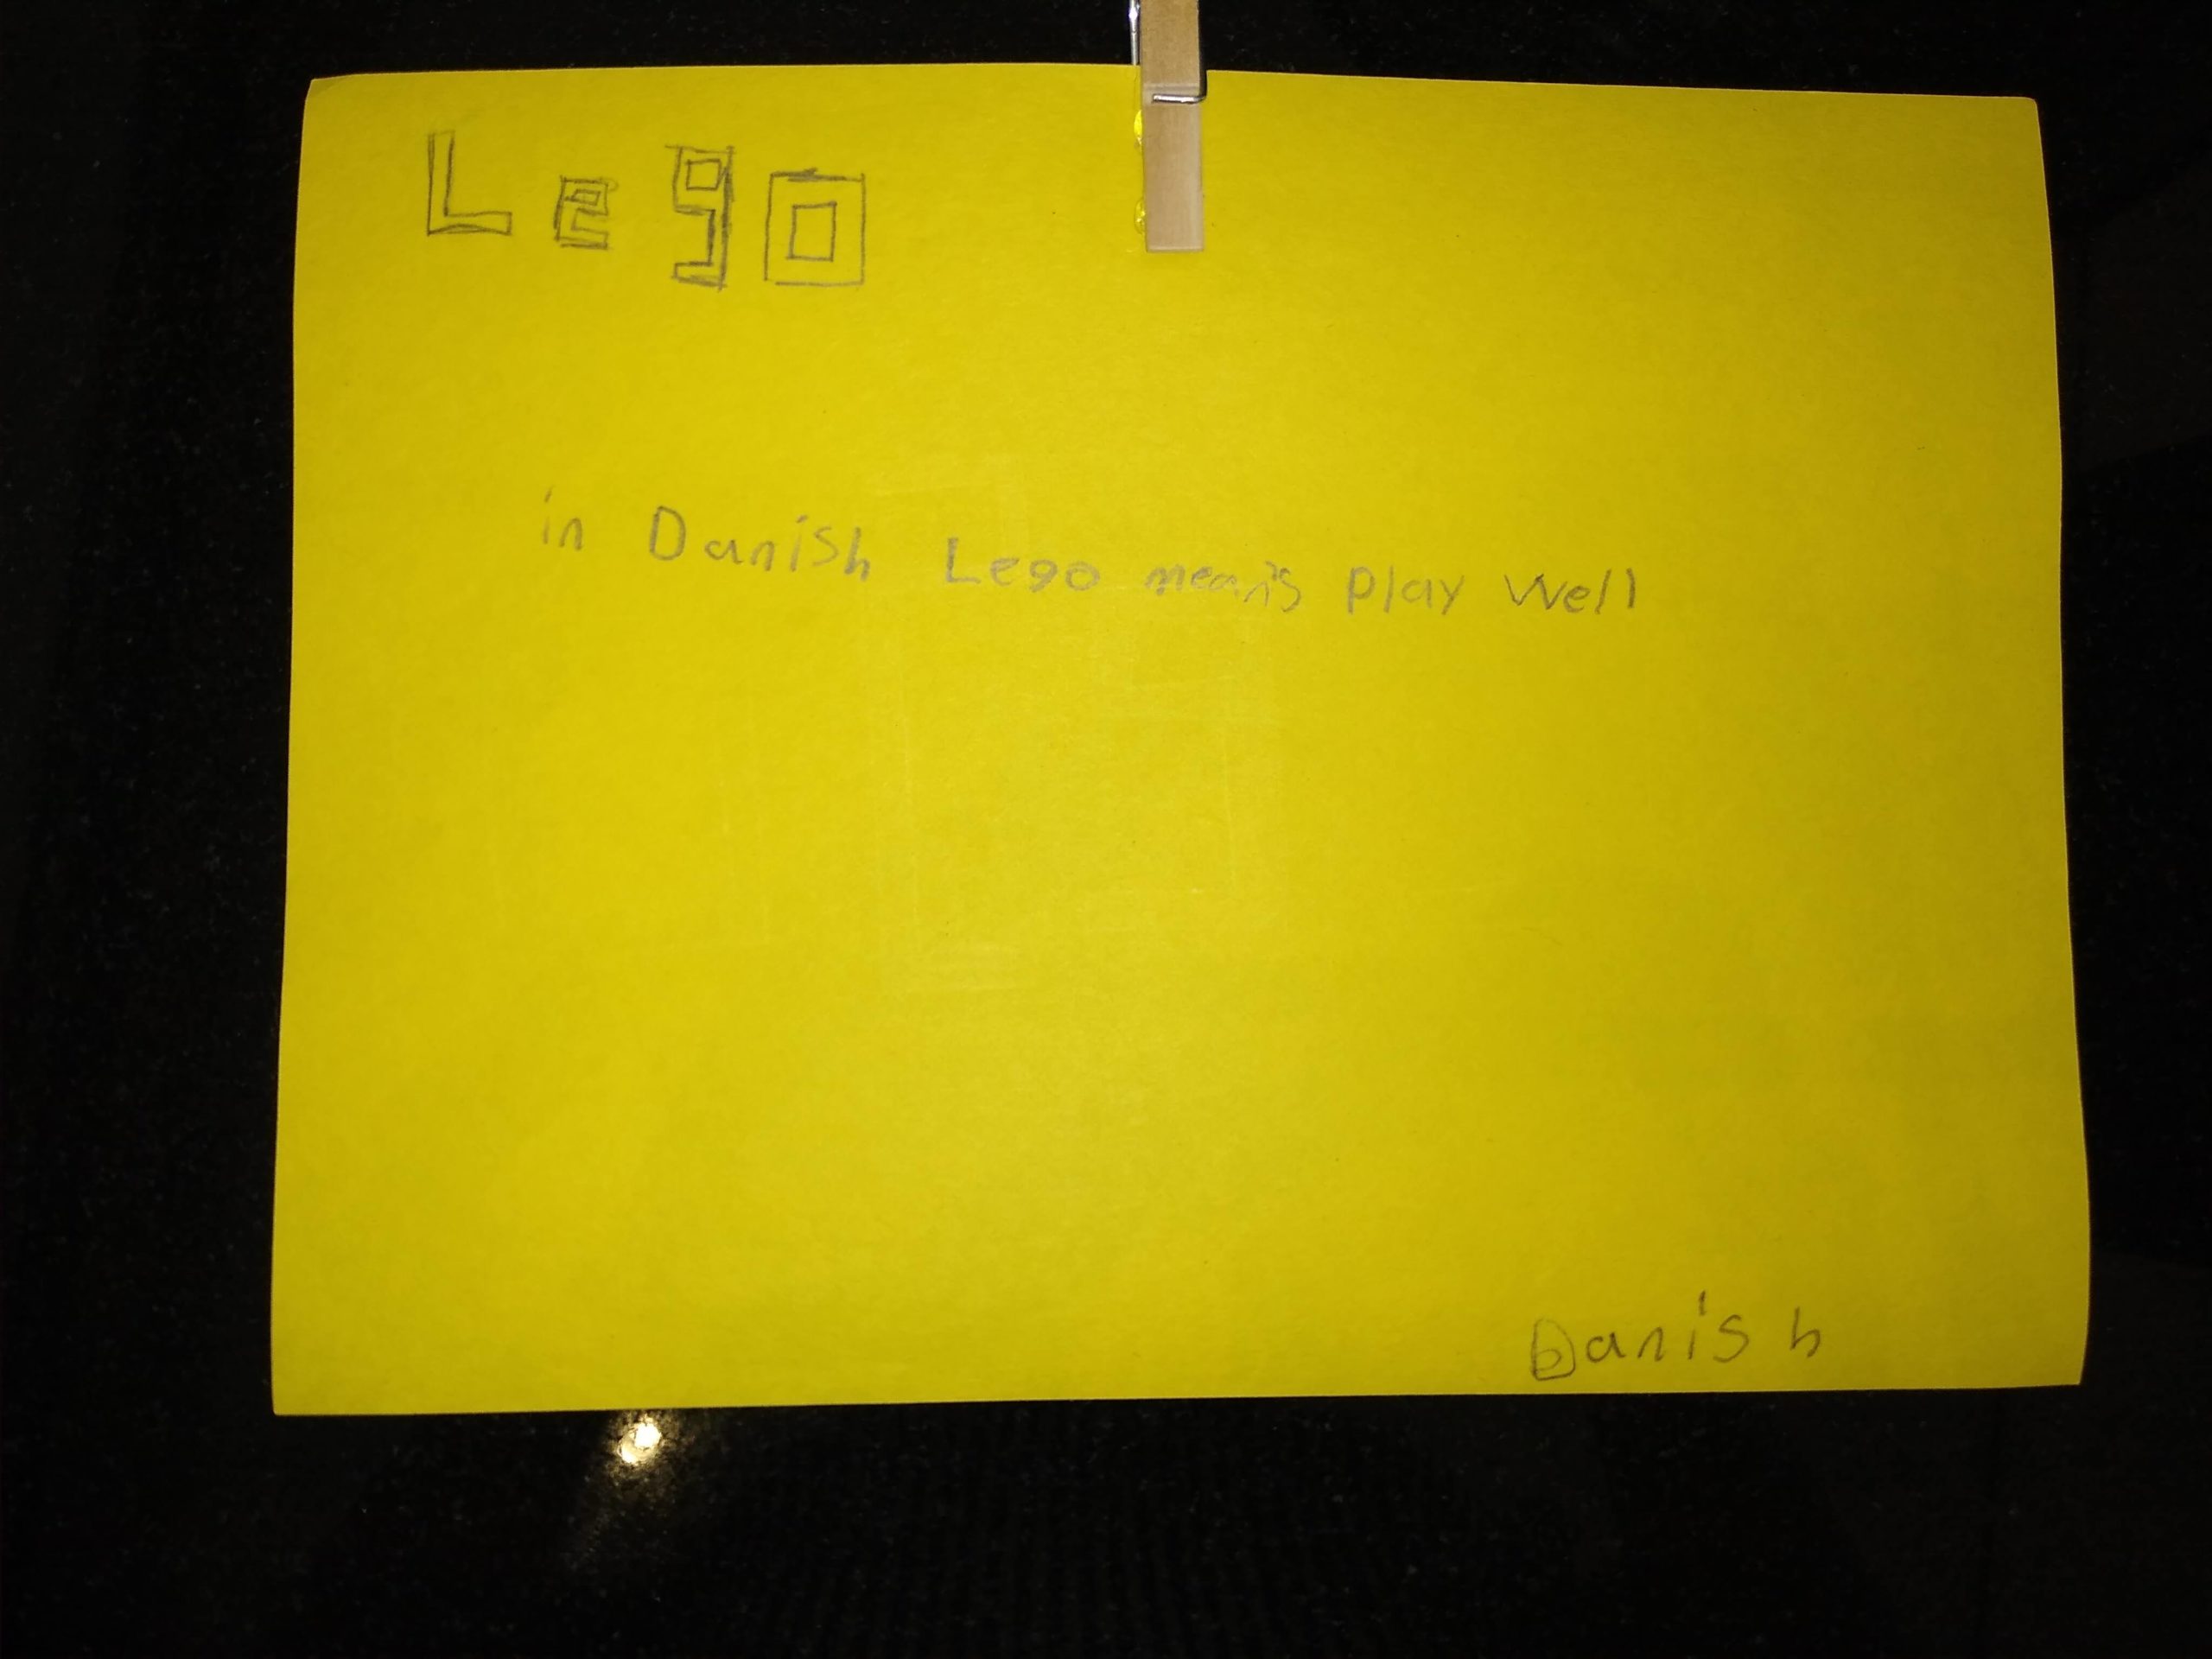 Lego
in Danish Lego means play well
Danish